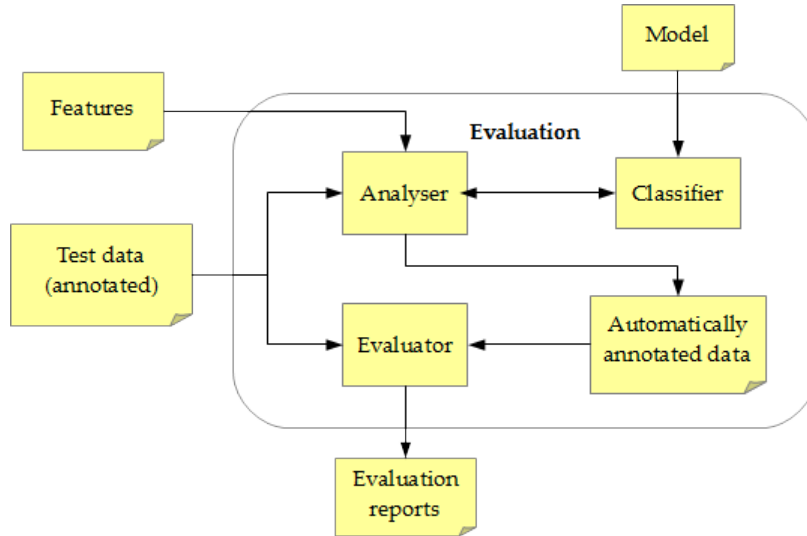 Model
Features
Evaluation
Analyser
Classifier
Test data
(annotated)
Evaluator
Automatically
annotated data
Evaluation
reports